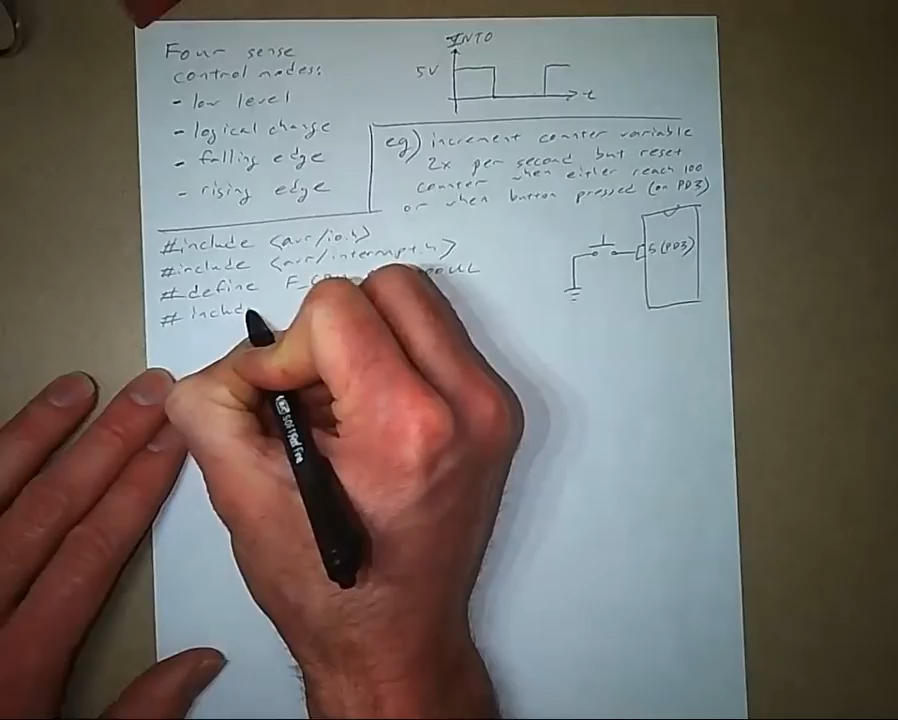 Four sense
control modes:
- low level
- logical change
- falling edge
- rising edge
INT0
5V
t
eg) increment counter variable
2x per second but reset
counter when either reach 100
or when button pressed (on PD3)
#include <avr/io.h>
#include <avr/interrupt.h>
#define
# includ
5 (PD3)